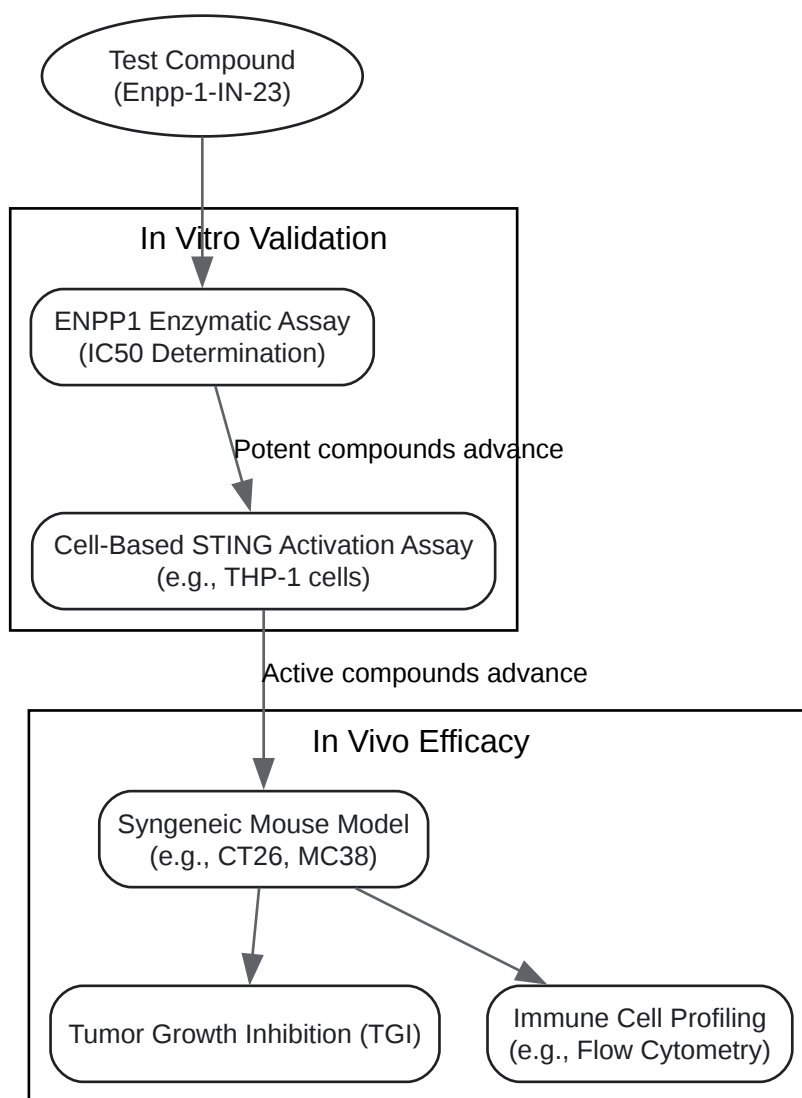 Test Compound
(Enpp-1-IN-23)
In Vitro Validation
ENPP1 Enzymatic Assay
(IC50 Determination)
Potent compounds advance
Cell-Based STING Activation Assay
(e.g., THP-1 cells)
Active compounds advance
In Vivo Efficacy
Syngeneic Mouse Model
(e.g., CT26, MC38)
Tumor Growth Inhibition (TGI)
Immune Cell Profiling
(e.g., Flow Cytometry)